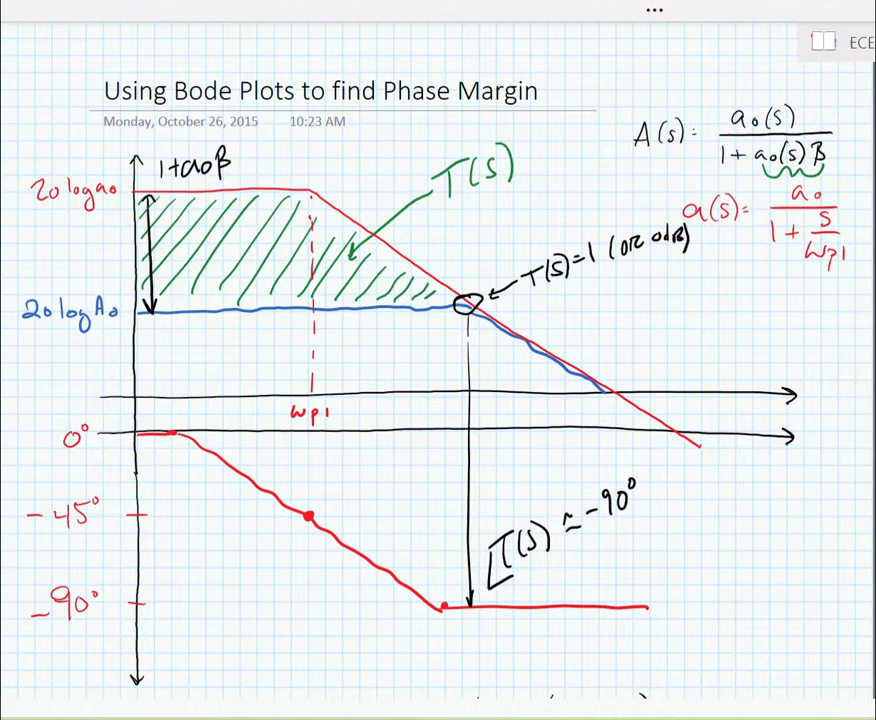 ECE
Using Bode Plots to find Phase Margin
Monday, October 26, 2015 10:23 AM
A(s) = a₀(s) / 1 + a₀(s) β
1 + a₀β
T(s)
20 log a₀
a(s) = a₀ / 1 + s/ωp1
T(s) = 1 (or 0dB)
20 log A₀
ωp1
0°
-45°
∠T(s) ≃ -90°
-90°